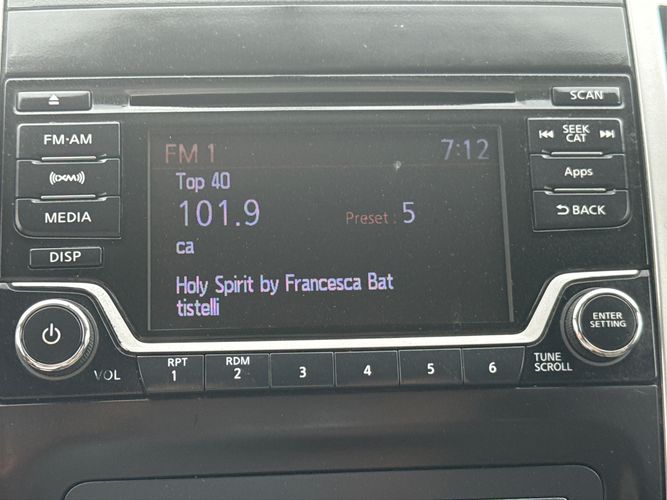 SCAN
FM·AM
SEEK
CAT
((XM))
Apps
MEDIA
BACK
DISP
FM 1
7:12
Top 40
101.9
Preset : 5
ca
Holy Spirit by Francesca Bat
tistelli
ENTER
SETTING
VOL
RPT
1
RDM
2
3
4
5
6
TUNE
SCROLL